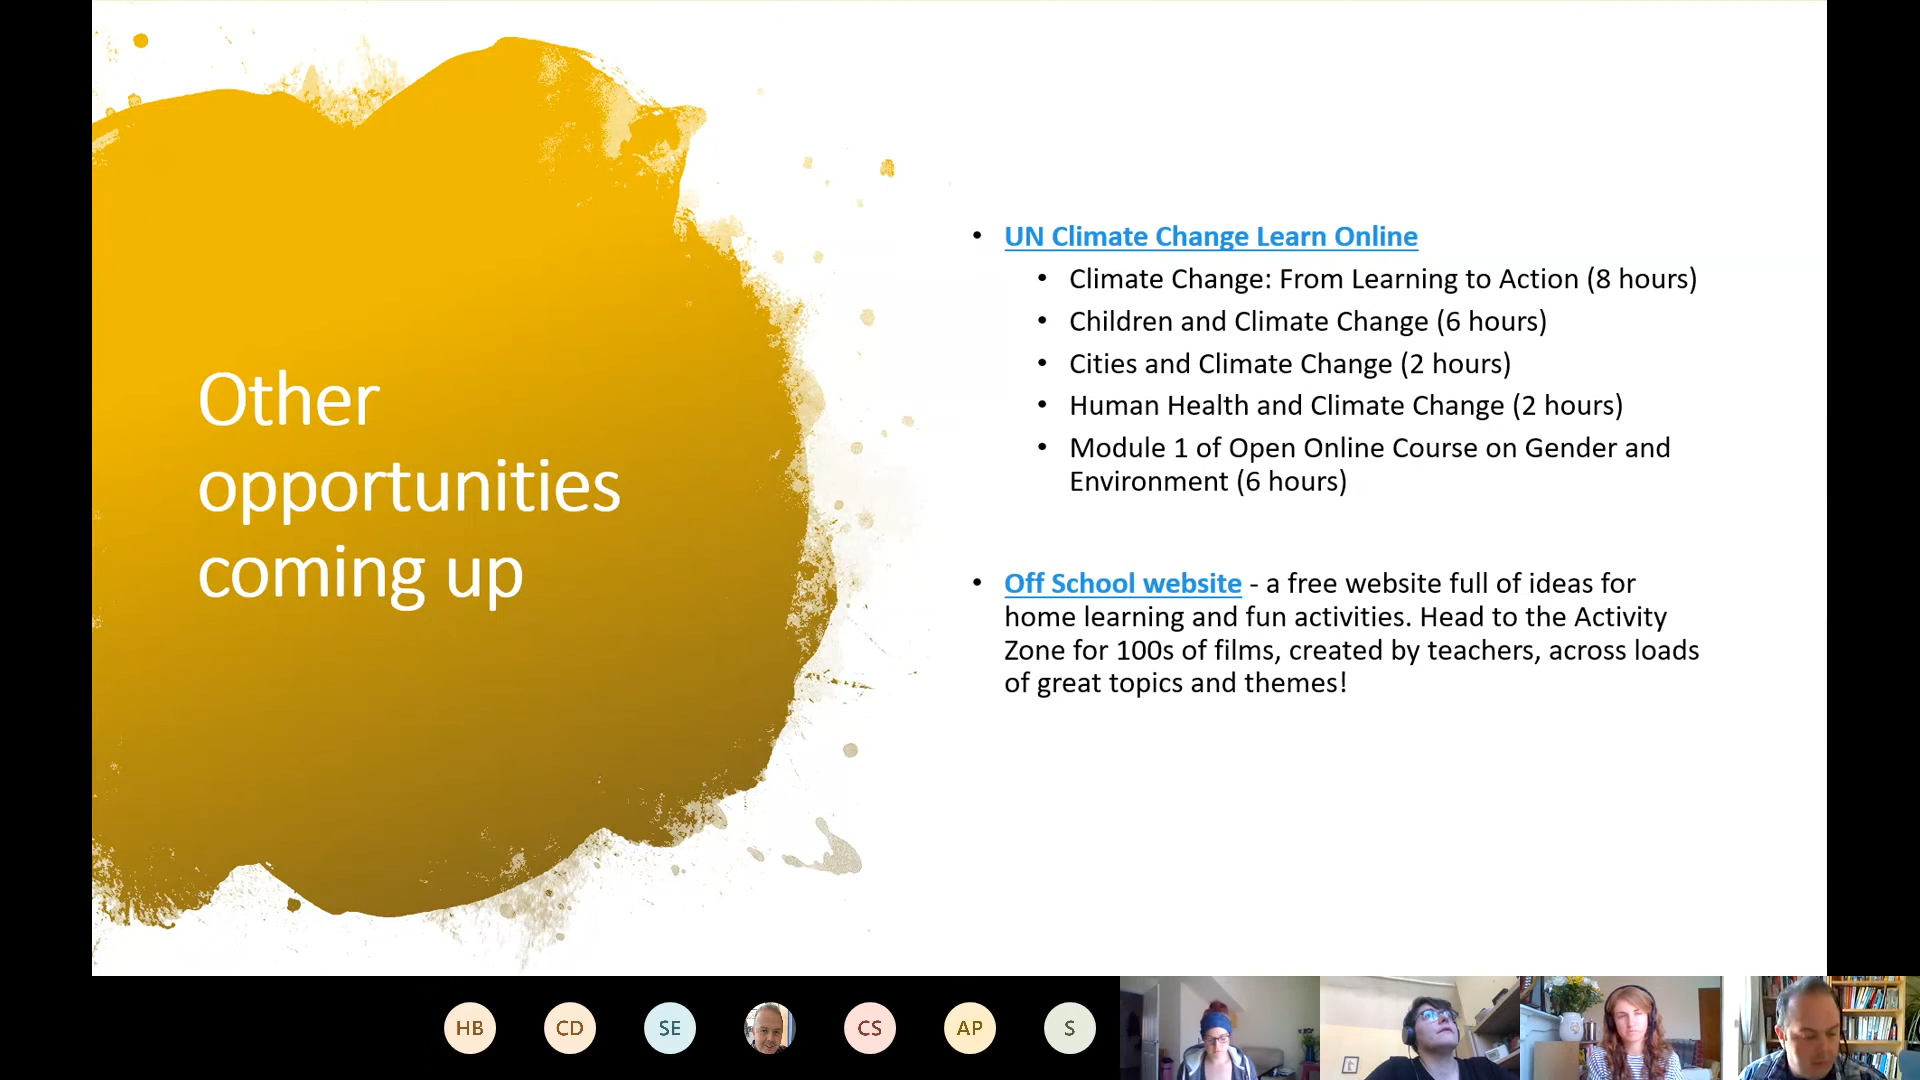 Other
opportunities
coming up
• UN Climate Change Learn Online
• Climate Change: From Learning to Action (8 hours)
• Children and Climate Change (6 hours)
• Cities and Climate Change (2 hours)
• Human Health and Climate Change (2 hours)
• Module 1 of Open Online Course on Gender and
Environment (6 hours)
• Off School website - a free website full of ideas for
home learning and fun activities. Head to the Activity
Zone for 100s of films, created by teachers, across loads
of great topics and themes!
HB CD SE CS AP S